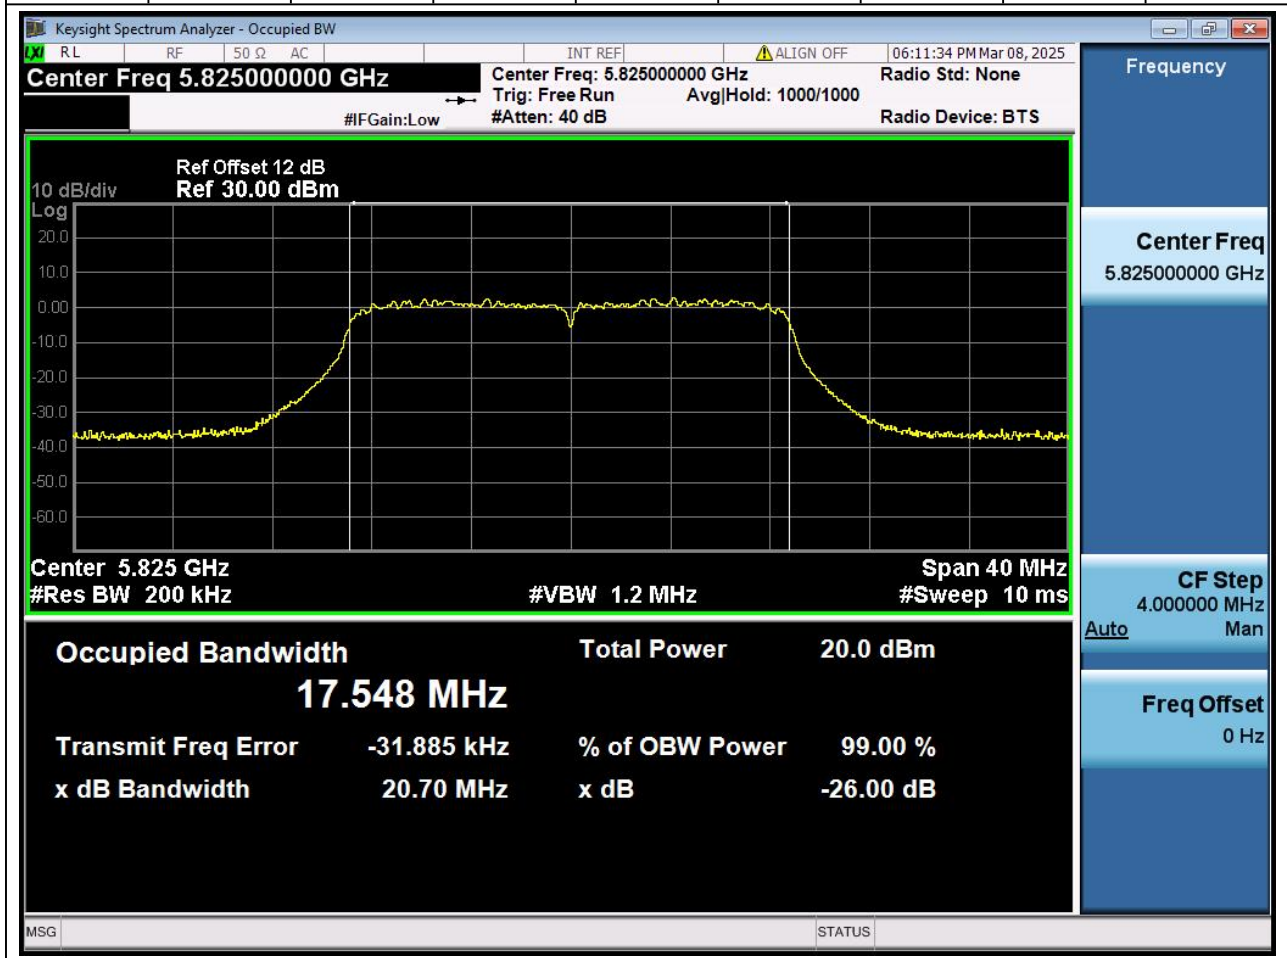 Keysight Spectrum Analyzer - Occupied BW
LXI RL RF 50 Ω AC INT REF ALIGN OFF 06:11:34 PM Mar 08, 2025
Center Freq 5.825000000 GHz
Center Freq: 5.825000000 GHz Radio Std: None
Trig: Free Run Avg|Hold: 1000/1000
#IFGain:Low #Atten: 40 dB Radio Device: BTS
Ref Offset 12 dB
10 dB/div Ref 30.00 dBm
Log
20.0
10.0
0.00
-10.0
-20.0
-30.0
-40.0
-50.0
-60.0
Center 5.825 GHz Span 40 MHz
#Res BW 200 kHz #VBW 1.2 MHz #Sweep 10 ms
Occupied Bandwidth Total Power 20.0 dBm
17.548 MHz
Transmit Freq Error -31.885 kHz % of OBW Power 99.00 %
x dB Bandwidth 20.70 MHz x dB -26.00 dB
MSG STATUS
Frequency
Center Freq
5.825000000 GHz
CF Step
4.000000 MHz
Auto Man
Freq Offset
0 Hz